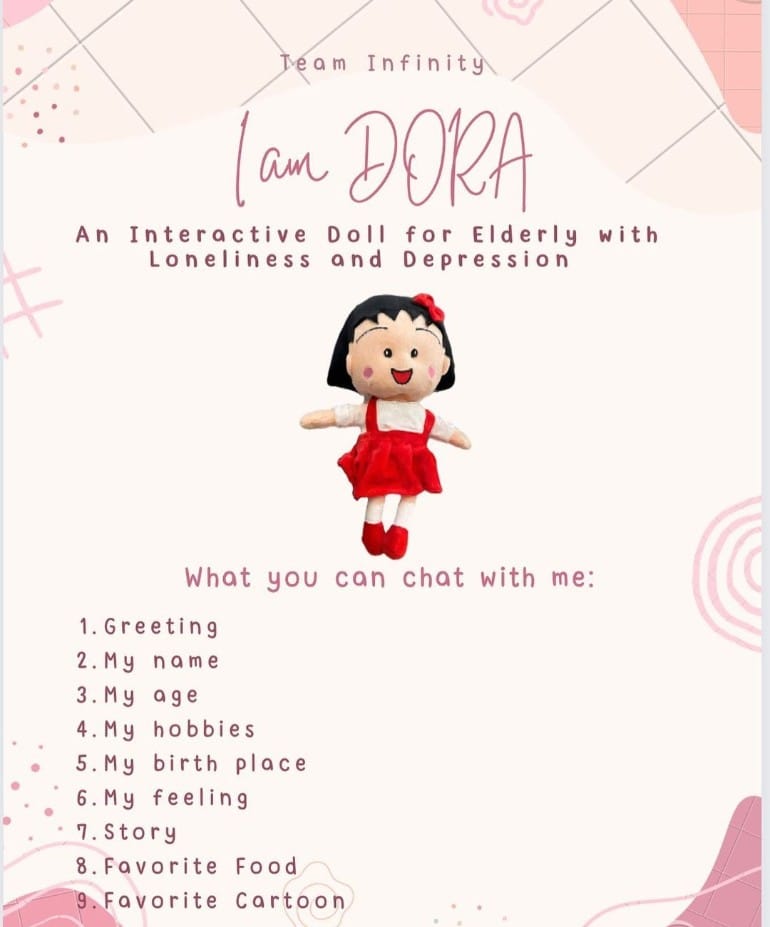 Team Infinity
I am DORA
An Interactive Doll for Elderly with
Loneliness and Depression
What you can chat with me:
1. Greeting
2. My name
3. My age
4. My hobbies
5. My birth place
6. My feeling
7. Story
8. Favorite Food
9. Favorite Cartoon